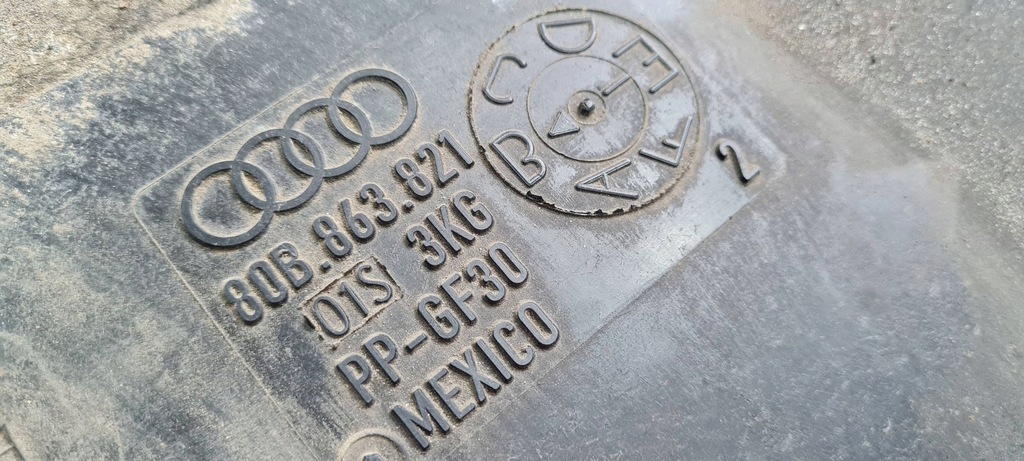 80B.863.821
01S 3KG
PP-GF30
MEXICO
A B C D E F
2